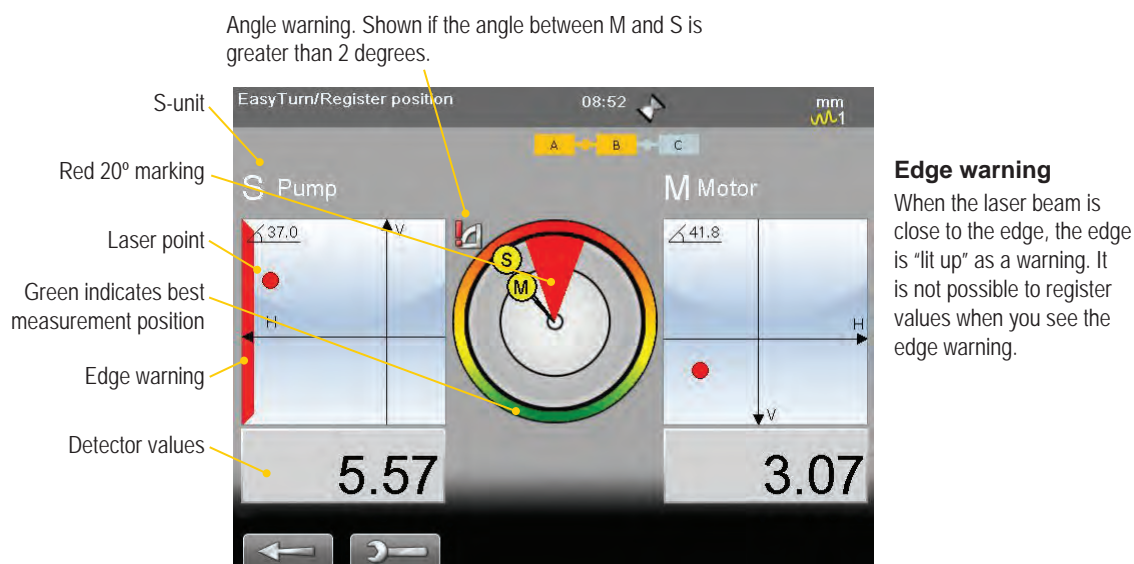 Angle warning. Shown if the angle between M and S is
greater than 2 degrees.
S-unit
Red 20º marking
Laser point
Green indicates best
measurement position
Edge warning
Detector values
EasyTurn/Register position
08:52
mm
1
A
B
C
S Pump
M Motor
37.0
V
H
S
M
41.8
H
V
5.57
3.07
Edge warning
When the laser beam is
close to the edge, the edge
is “lit up” as a warning. It
is not possible to register
values when you see the
edge warning.